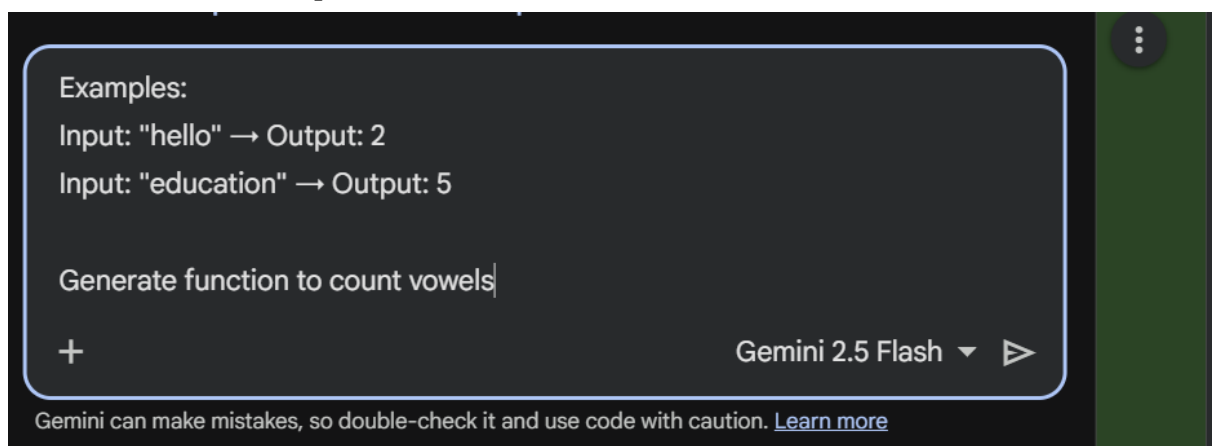 Examples:
Input: "hello" → Output: 2
Input: "education" → Output: 5
Generate function to count vowels
Gemini 2.5 Flash
Gemini can make mistakes, so double-check it and use code with caution. Learn more